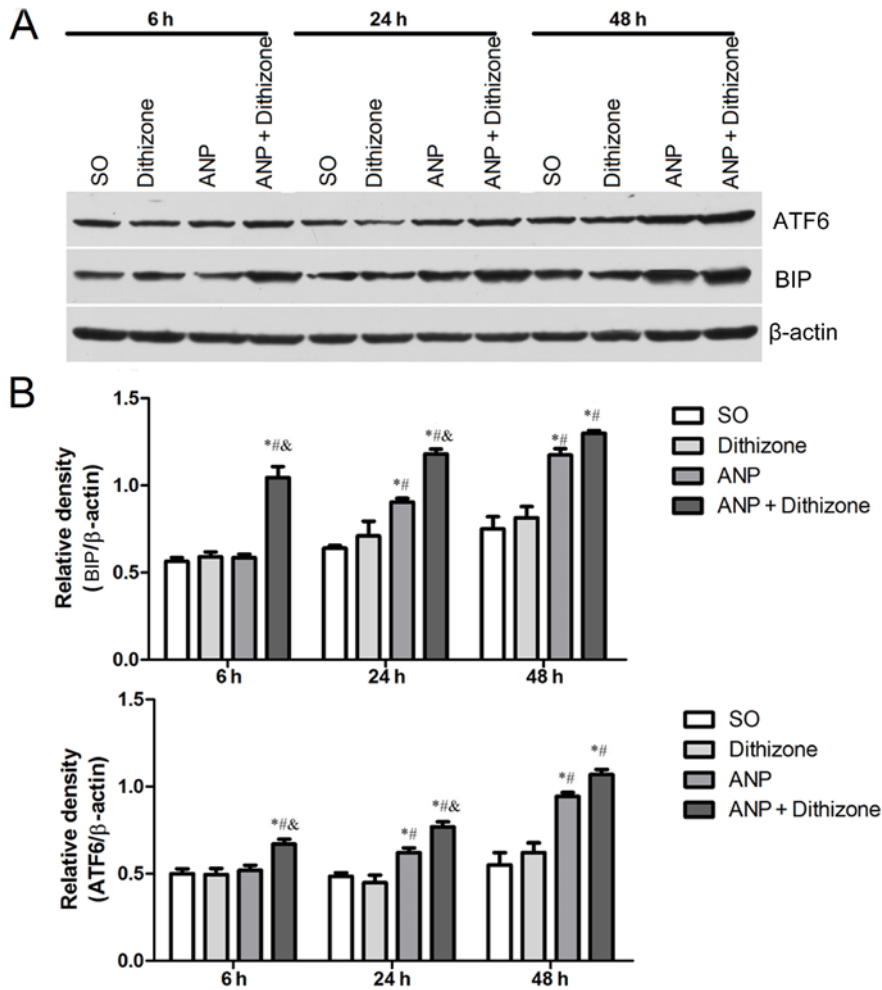 A
6 h 24 h 48 h
SO Dithizone ANP ANP + Dithizone SO Dithizone ANP ANP + Dithizone SO Dithizone ANP ANP + Dithizone
ATF6
BIP
β-actin
B
Relative density
(BIP/β-actin)
1.5
1.0
0.5
0.0
*#&
*#
*#&
*#
*#
6 h 24 h 48 h
SO
Dithizone
ANP
ANP + Dithizone
Relative density
(ATF6/β-actin)
1.5
1.0
0.5
0.0
*#&
*#
*#&
*#
*#
6 h 24 h 48 h
SO
Dithizone
ANP
ANP + Dithizone